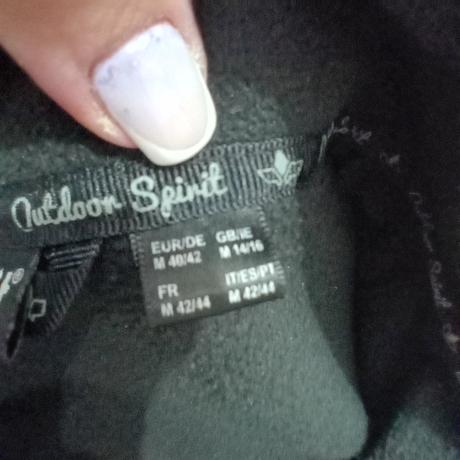 Outdoor Spirit
EUR/DE GB/IE
M 40/42 M 14/16
FR IT/ES/PT
M 42/44 M 42/44